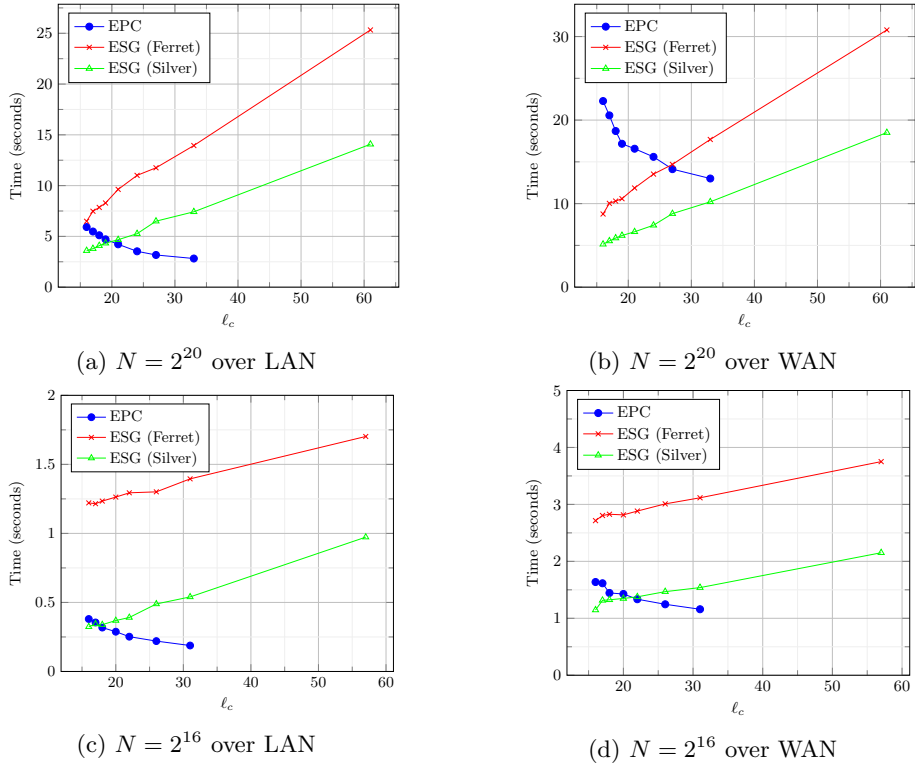 EPC
ESG (Ferret)
ESG (Silver)
Time (seconds)
25
20
15
10
5
0
20 30 40 50 60
ℓ_c
(a) N = 2^20 over LAN
EPC
ESG (Ferret)
ESG (Silver)
Time (seconds)
30
20
10
0
20 30 40 50 60
ℓ_c
(b) N = 2^20 over WAN
EPC
ESG (Ferret)
ESG (Silver)
Time (seconds)
2
1.5
1
0.5
0
20 30 40 50 60
ℓ_c
(c) N = 2^16 over LAN
EPC
ESG (Ferret)
ESG (Silver)
Time (seconds)
5
4
3
2
1
0
20 30 40 50 60
ℓ_c
(d) N = 2^16 over WAN